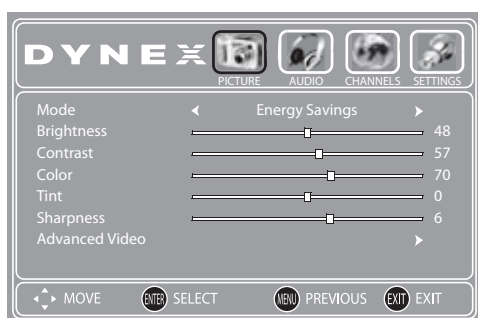 DYNEX
PICTURE AUDIO CHANNELS SETTINGS
Mode Energy Savings
Brightness 48
Contrast 57
Color 70
Tint 0
Sharpness 6
Advanced Video
MOVE ENTER SELECT MENU PREVIOUS EXIT EXIT